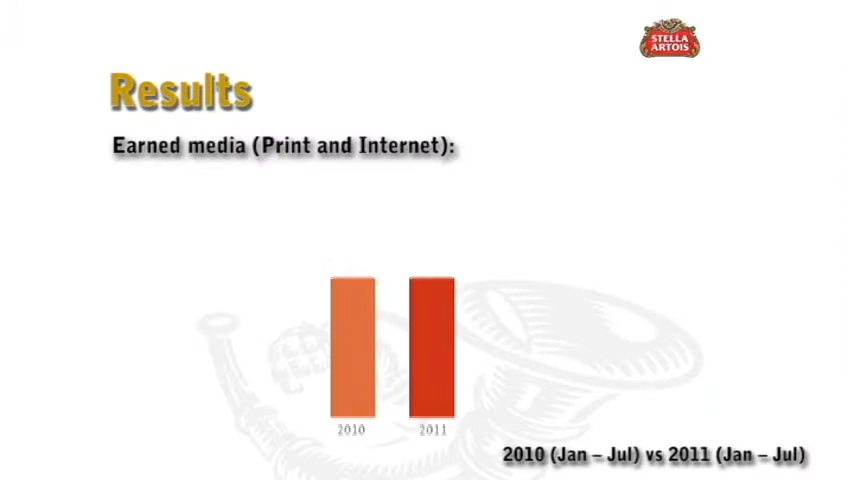 STELLA
ARTOIS
Results
Earned media (Print and Internet):
2010 2011
2010 (Jan – Jul) vs 2011 (Jan – Jul)